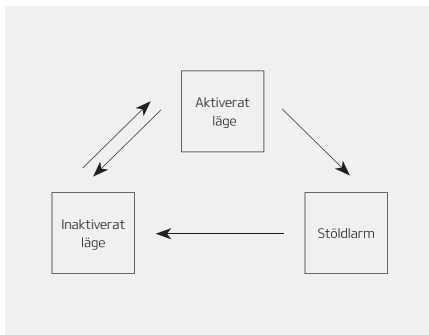 Aktiverat
läge
Inaktiverat
läge
Stöldlarm